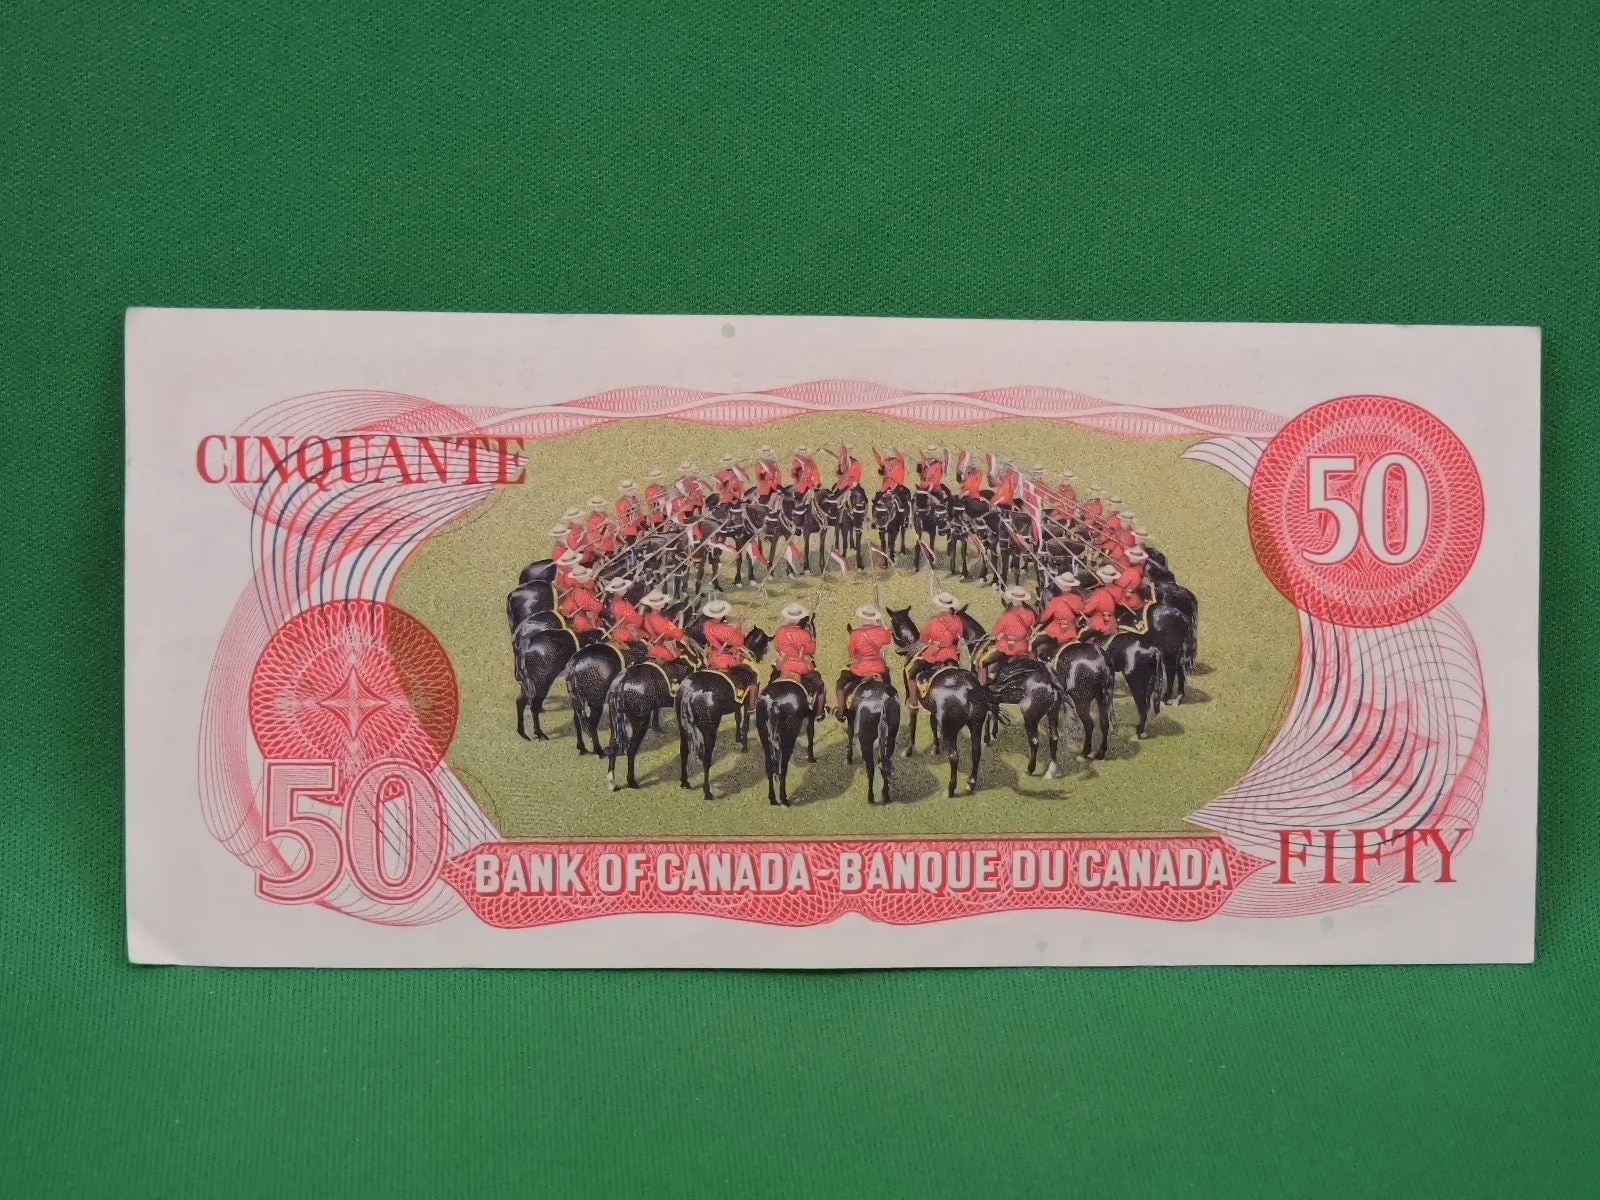 CINQUANTE
50
50
BANK OF CANADA - BANQUE DU CANADA
FIFTY